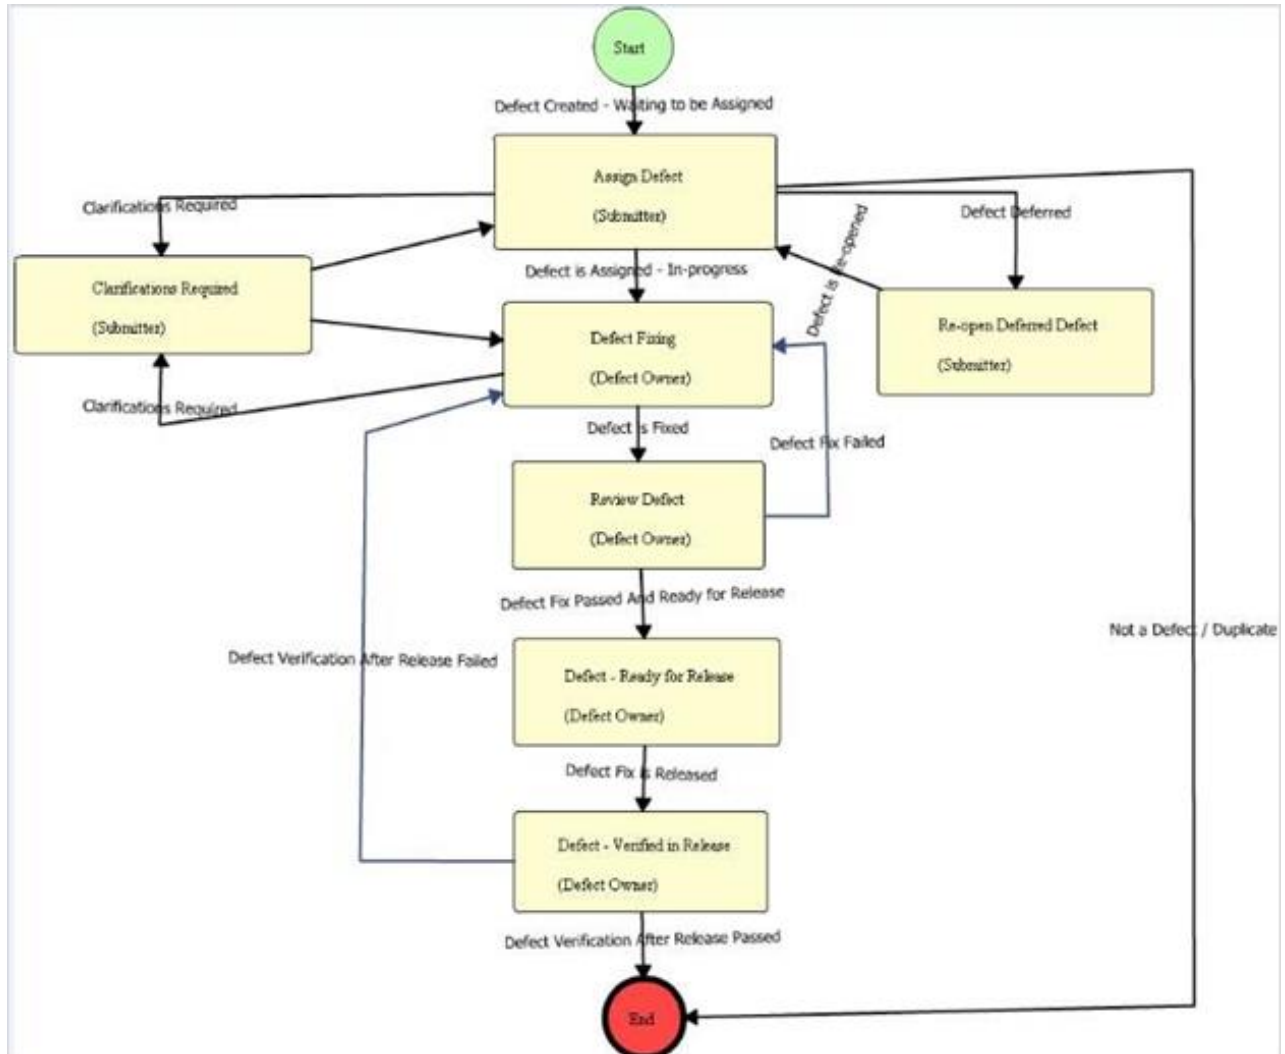 Start
Defect Created - Waiting to be Assigned
Assign Defect
(Submitter)
Clarifications Required
Defect Deferred
Defect is Re-opened
Defect is Assigned - In-progress
Clarifications Required
(Submitter)
Defect Fixing
(Defect Owner)
Re-open Deferred Defect
(Submitter)
Clarifications Required
Defect is Fixed
Defect Fix Failed
Review Defect
(Defect Owner)
Defect Fix Passed And Ready for Release
Not a Defect / Duplicate
Defect Verification After Release Failed
Defect - Ready for Release
(Defect Owner)
Defect Fix is Released
Defect - Verified in Release
(Defect Owner)
Defect Verification After Release Passed
End